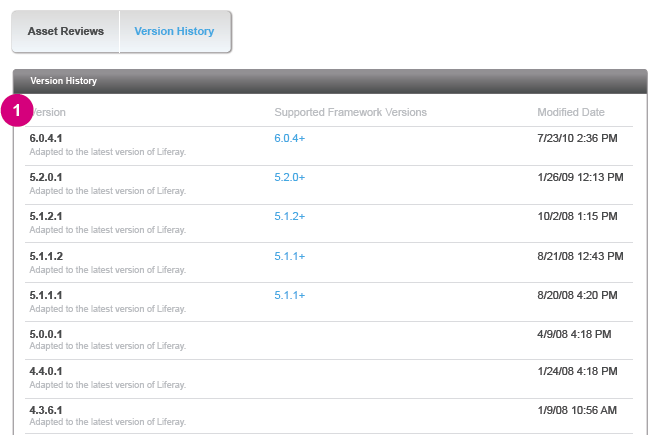 Asset Reviews Version History
Version History
1 ersion Supported Framework Versions Modified Date
6.0.4.1 6.0.4+ 7/23/10 2:36 PM
Adapted to the latest version of Liferay.
5.2.0.1 5.2.0+ 1/26/09 12:13 PM
Adapted to the latest version of Liferay.
5.1.2.1 5.1.2+ 10/2/08 1:15 PM
Adapted to the latest version of Liferay.
5.1.1.2 5.1.1+ 8/21/08 12:43 PM
Adapted to the latest version of Liferay.
5.1.1.1 5.1.1+ 8/20/08 4:20 PM
Adapted to the latest version of Liferay.
5.0.0.1 4/9/08 4:18 PM
Adapted to the latest version of Liferay.
4.4.0.1 1/24/08 4:18 PM
Adapted to the latest version of Liferay.
4.3.6.1 1/9/08 10:56 AM
Adapted to the latest version of Liferay.